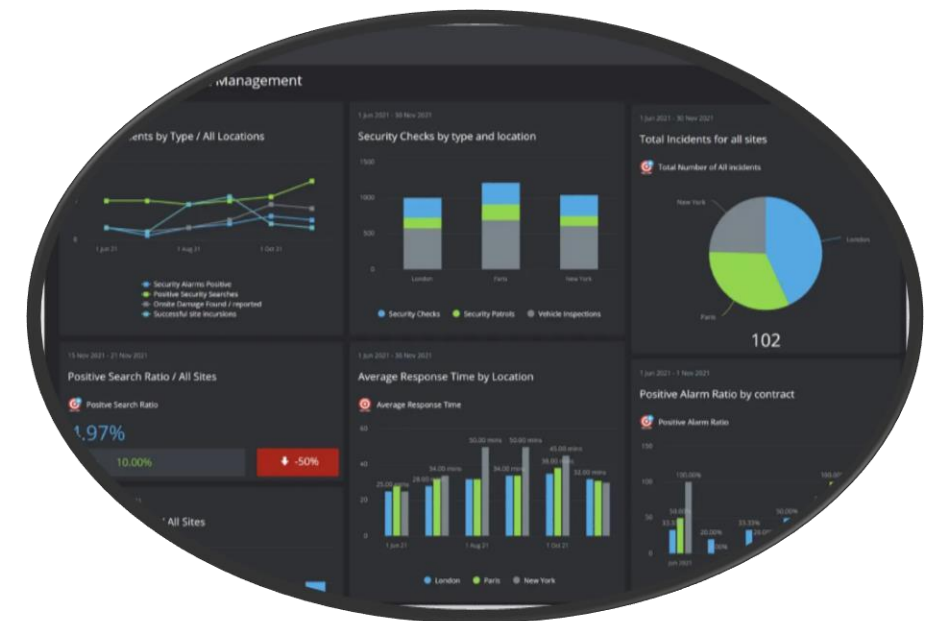 Management
ents by Type / All Locations
0
1 Jun 21
1 Aug 21
1 Oct 21
Security Alarms Positive
Positive Security Searches
Onsite Damage Found / reported
Successful site incursions
1 Jun 2021 - 30 Nov 2021
Security Checks by type and location
1500
1000
500
0
London
Paris
New York
Security Checks
Security Patrols
Vehicle Inspections
1 Jun 2021 - 30 Nov 2021
Total Incidents for all sites
Total Number of All incidents
New York
London
Paris
102
15 Nov 2021 - 21 Nov 2021
Positive Search Ratio / All Sites
Positive Search Ratio
4.97%
10.00%
-50%
/ All Sites
1 Jun 2021 - 30 Nov 2021
Average Response Time by Location
Average Response Time
60
40
20
0
25.00 mins
34.00 mins
50.00 mins
50.00 mins
34.00 mins
45.00 mins
32.00 mins
1 Jun 21
1 Aug 21
1 Oct 21
London
Paris
New York
1 Jun 2021 - 1 Nov 2021
Positive Alarm Ratio by contract
Positive Alarm Ratio
150
100
50
0
100.00%
50.00%
20.00%
33.33%
50.00%
Jun 2021